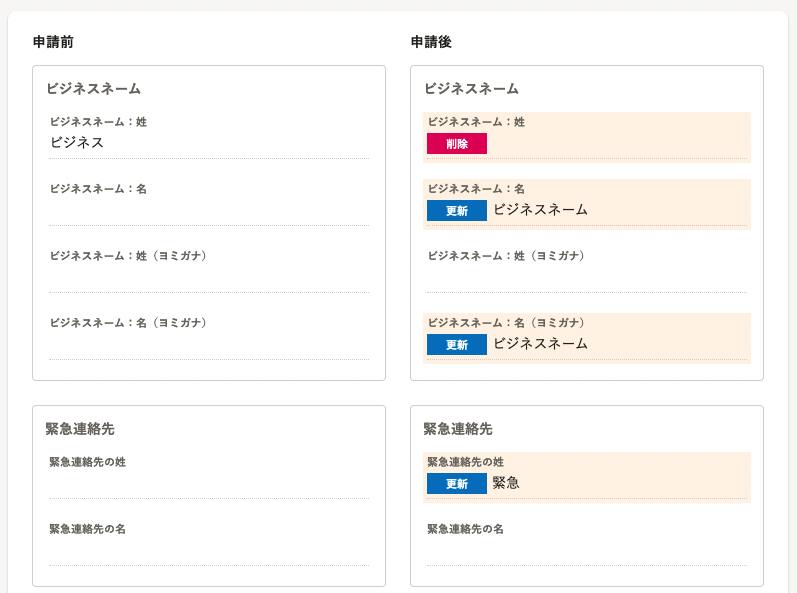 申請前
申請後
ビジネスネーム
ビジネスネーム：姓
ビジネス
ビジネスネーム：名
ビジネスネーム：姓（ヨミガナ）
ビジネスネーム：名（ヨミガナ）
ビジネスネーム
ビジネスネーム：姓
削除
ビジネスネーム：名
更新 ビジネスネーム
ビジネスネーム：姓（ヨミガナ）
ビジネスネーム：名（ヨミガナ）
更新 ビジネスネーム
緊急連絡先
緊急連絡先の姓
緊急連絡先の名
緊急連絡先
緊急連絡先の姓
更新 緊急
緊急連絡先の名